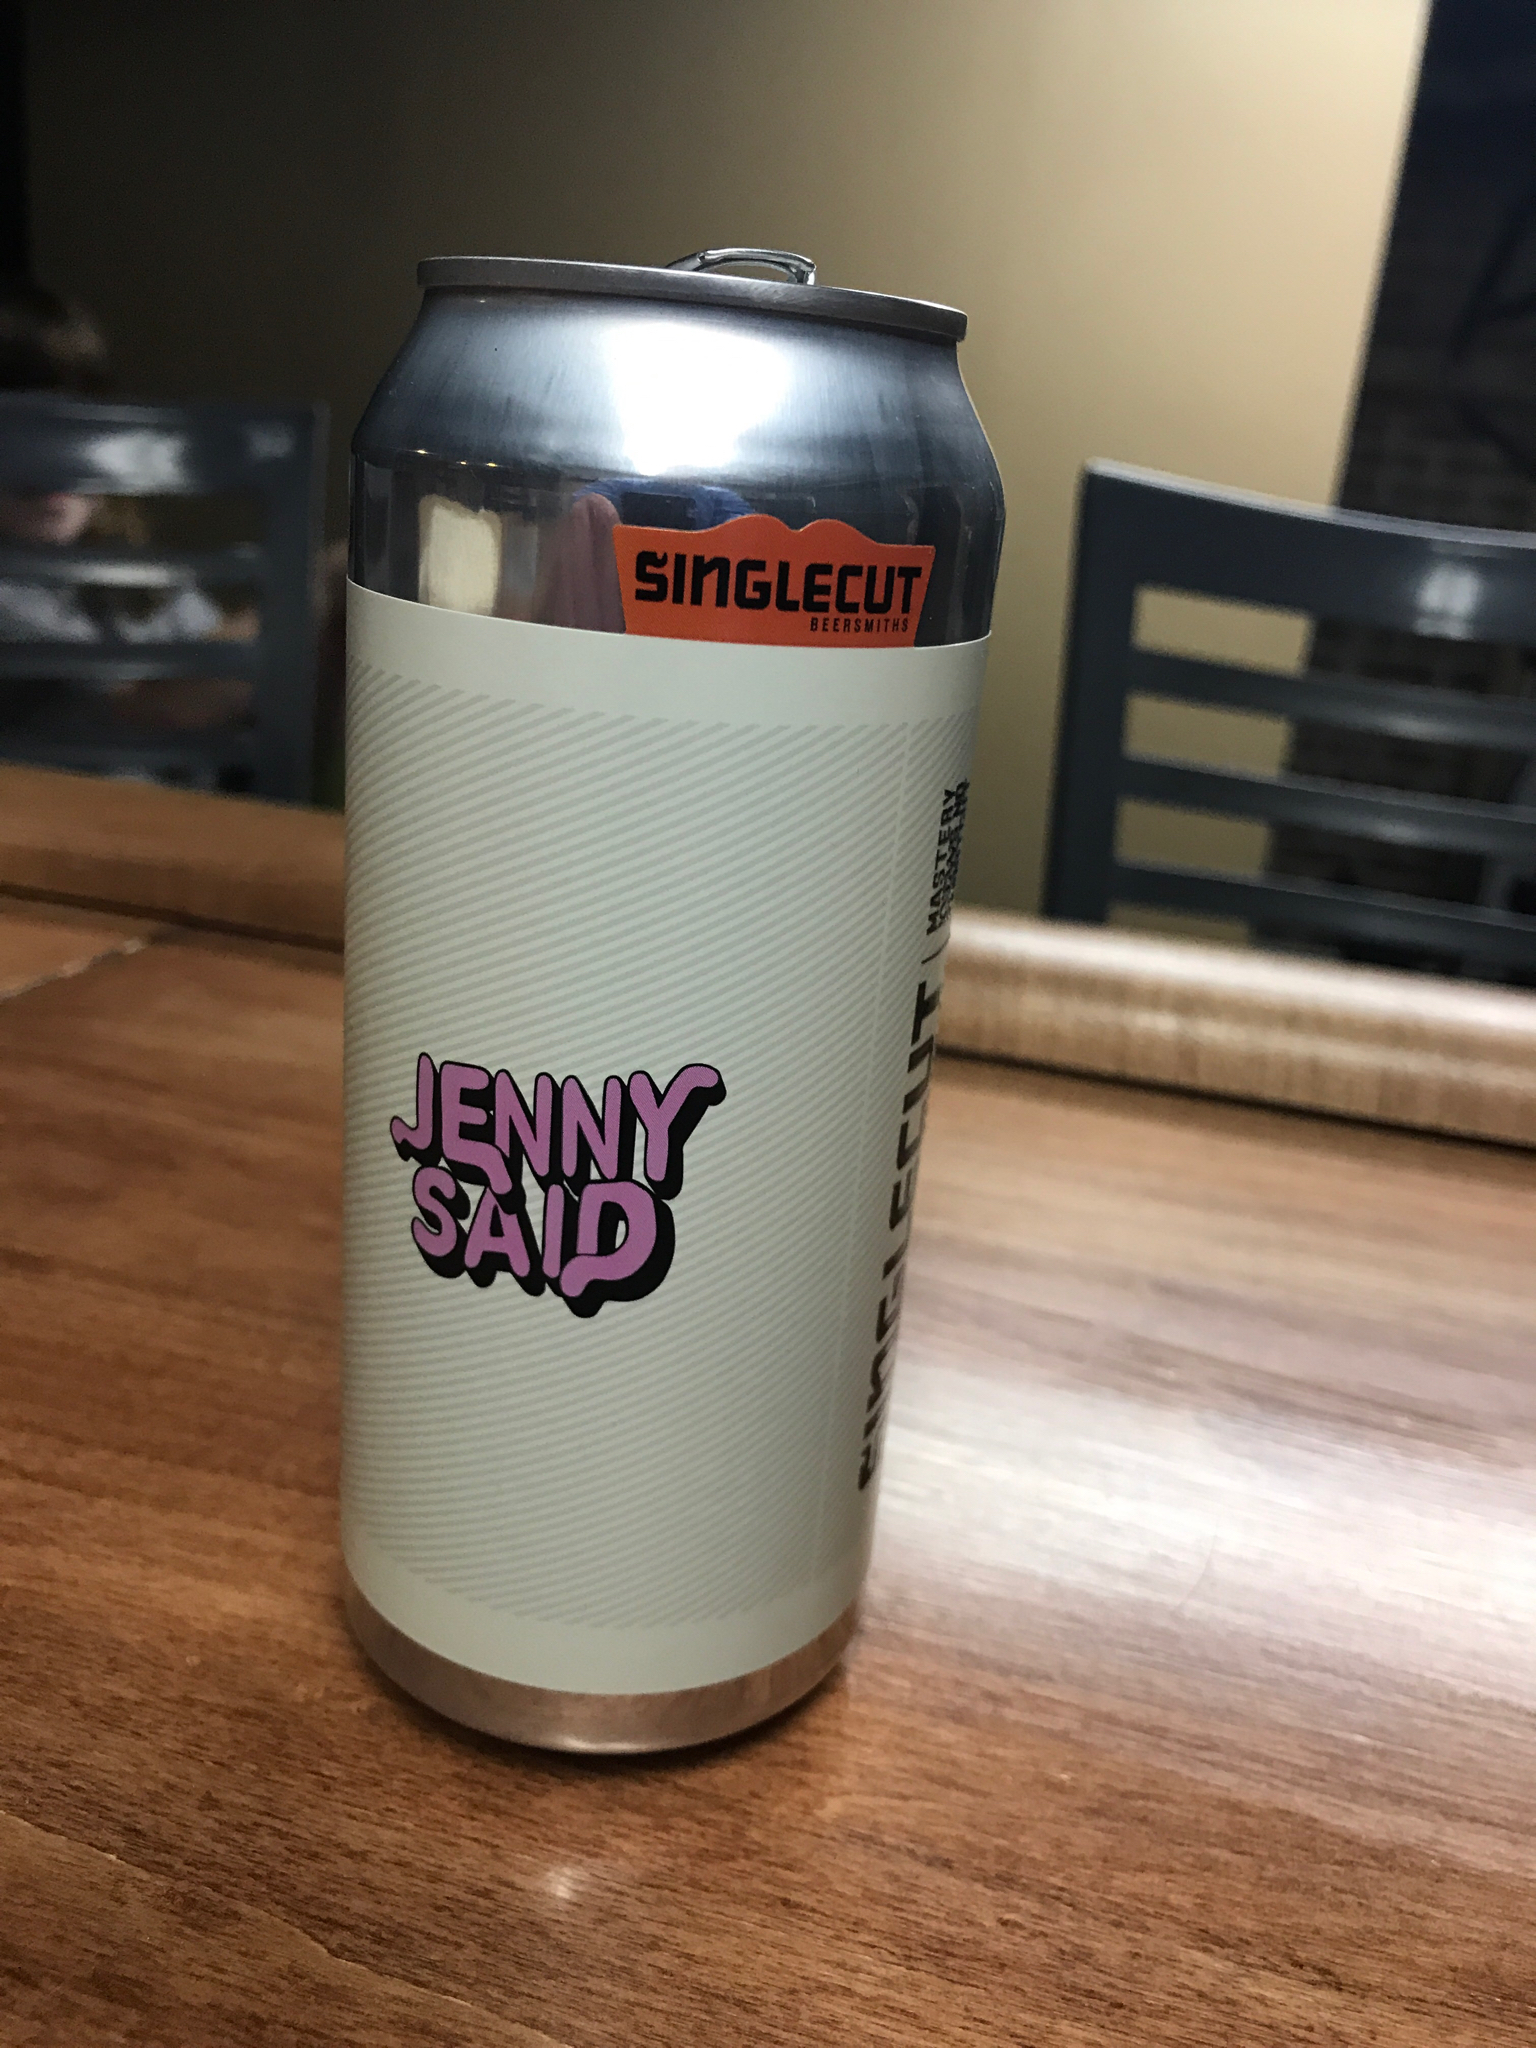 SINGLECUT
BEERSMITHS
JENNY
SAID
SINGLECUT | MASTERY